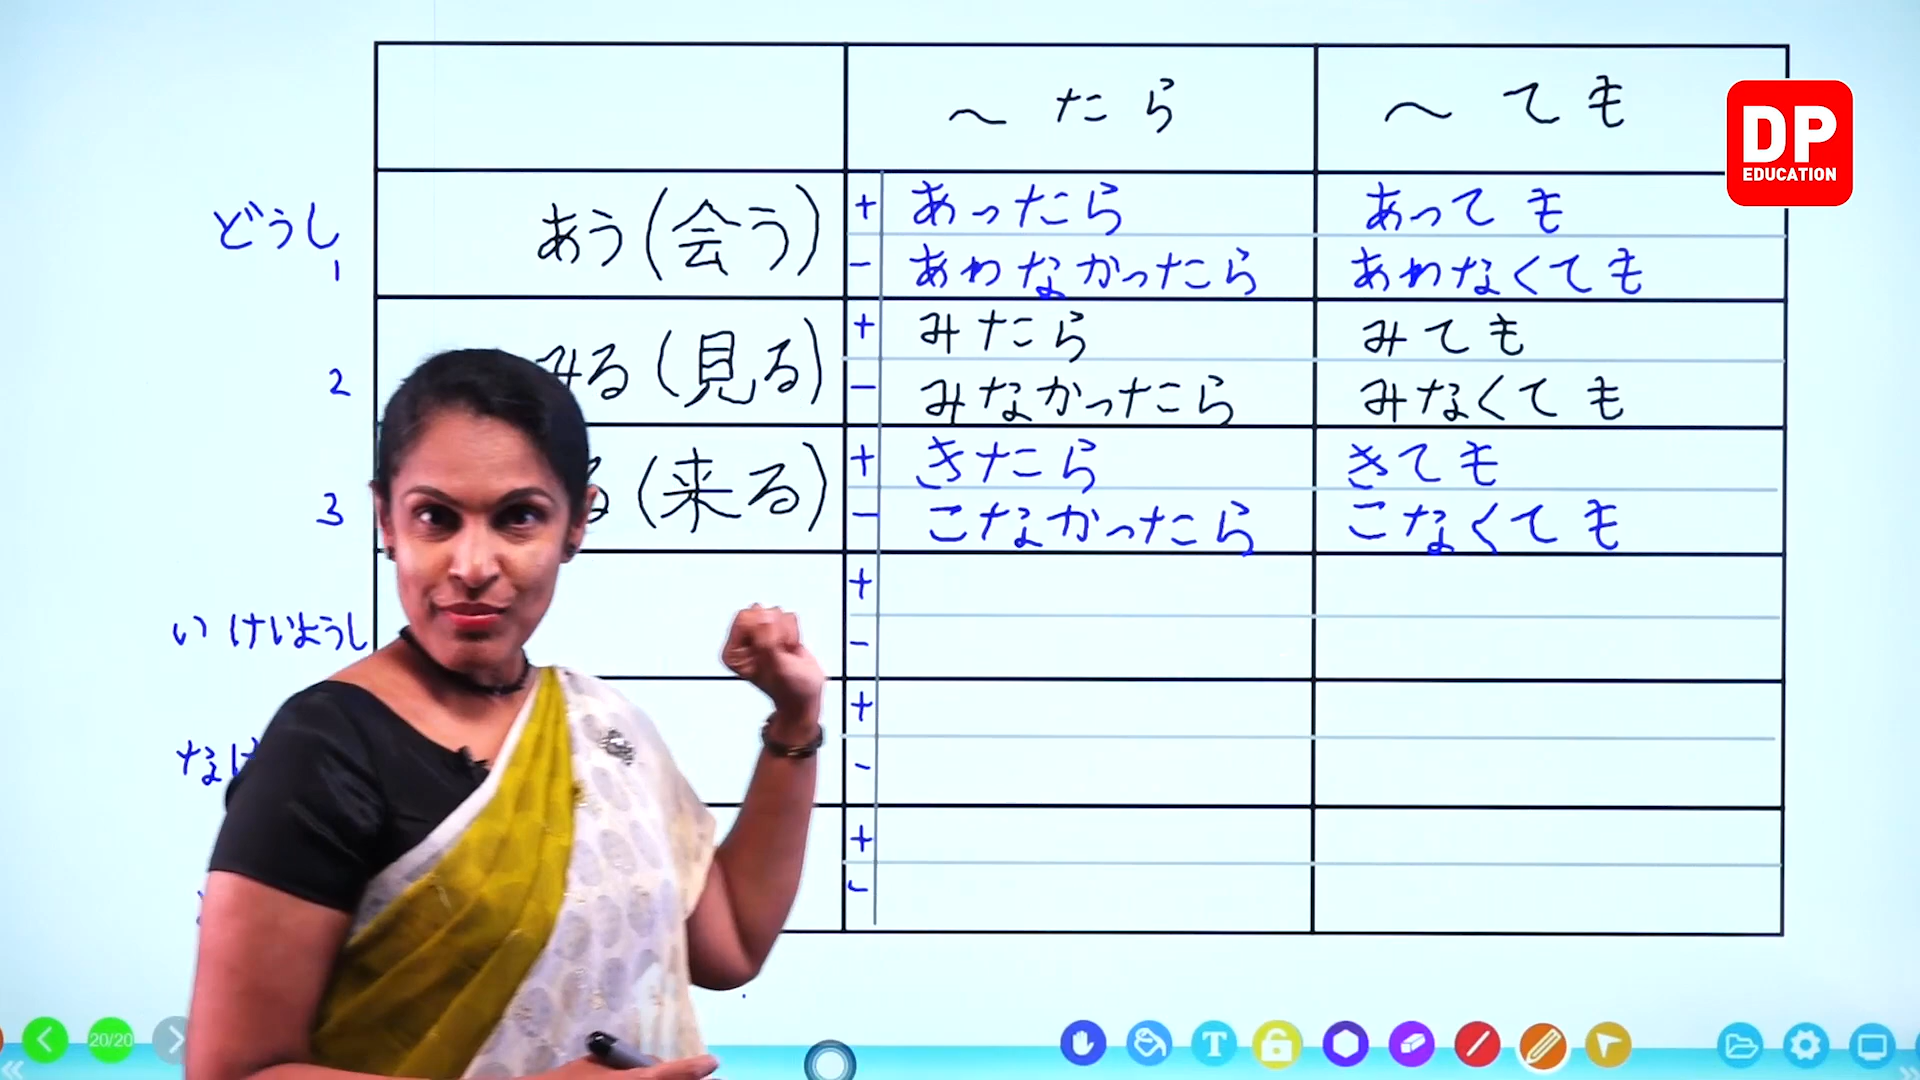 ～ たら ～ ても
DP
EDUCATION
どうし
1
あう(会う) + あったら あっても
- あわなかったら あわなくても
2
みる(見る) + みたら みても
- みなかったら みなくても
3
る(来る) + きたら きても
- こなかったら こなくても
いけいようし
+
-
なけ
+
-
+
-
20/20
T